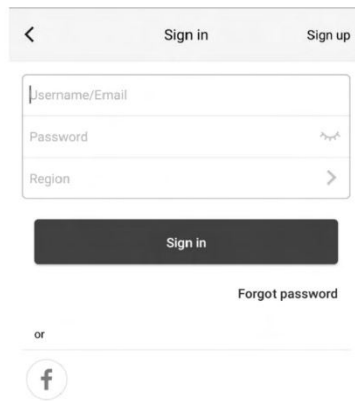 Sign in Sign up
Username/Email
Password
Region
Sign in
Forgot password
or
f